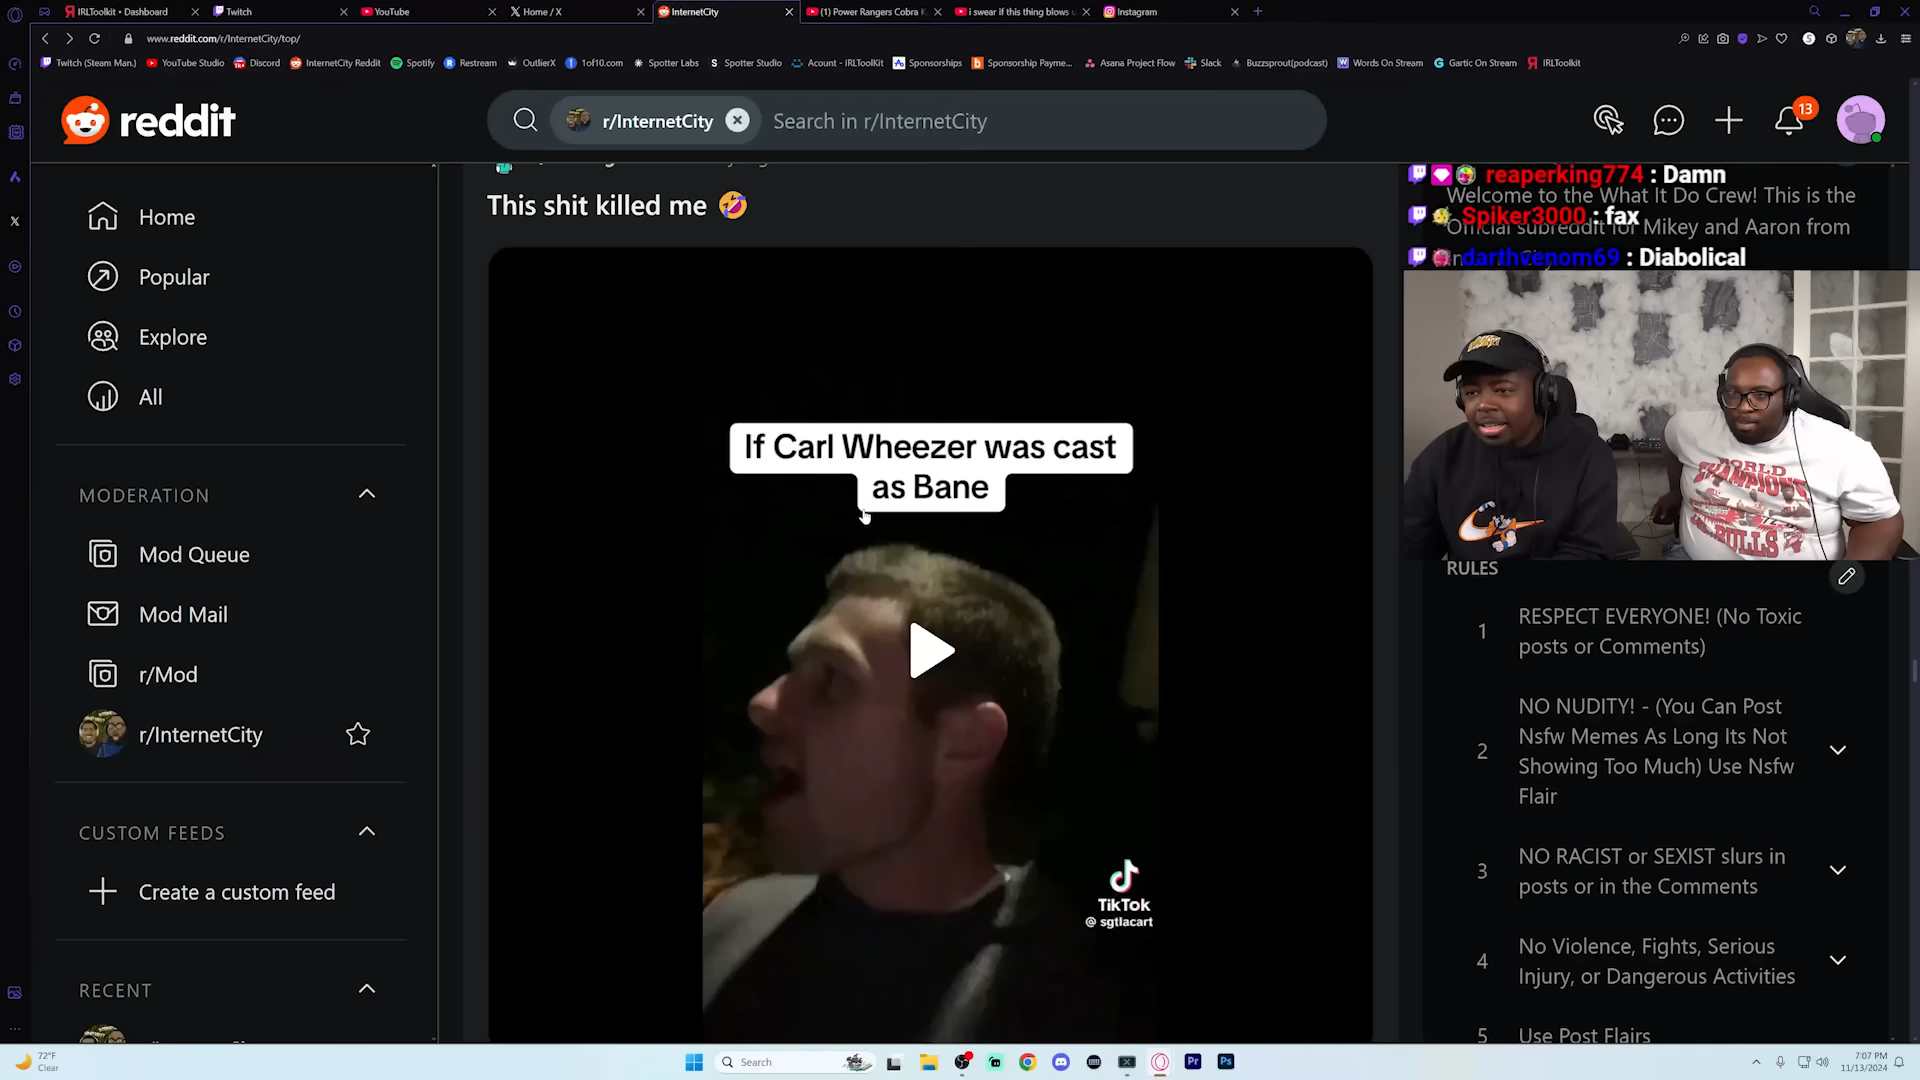 IRLToolkit • Dashboard
Twitch
YouTube
Home / X
InternetCity
(1) Power Rangers Cobra
i swear if this thing blows
Instagram
www.reddit.com/r/InternetCity/top/
Twitch (Steam Man.)
YouTube Studio
Discord
InternetCity Reddit
Spotify
Restream
OutlierX
1of10.com
Spotter Labs
Spotter Studio
Acount - IRLToolKit
Sponsorships
Sponsorship Payme...
Asana Project Flow
Slack
Buzzsprout(podcast)
Words On Stream
Gartic On Stream
IRLToolkit
reddit
r/InternetCity
Search in r/InternetCity
13
Home
Popular
Explore
All
MODERATION
Mod Queue
Mod Mail
r/Mod
r/InternetCity
CUSTOM FEEDS
Create a custom feed
RECENT
This shit killed me 🤣
If Carl Wheezer was cast
as Bane
TikTok
@ sgtlacart
reaperking774 : Damn
Welcome to the What It Do Crew! This is the
Spiker3000 : fax
Official subreddit for Mikey and Aaron from
darthvenom69 : Diabolical
WORLD
CHAMPIONS
BULLS
RULES
1
RESPECT EVERYONE! (No Toxic
posts or Comments)
2
NO NUDITY! - (You Can Post
Nsfw Memes As Long Its Not
Showing Too Much) Use Nsfw
Flair
3
NO RACIST or SEXIST slurs in
posts or in the Comments
4
No Violence, Fights, Serious
Injury, or Dangerous Activities
5
Use Post Flairs
72°F
Clear
Search
Pr
Ps
7:07 PM
11/13/2024